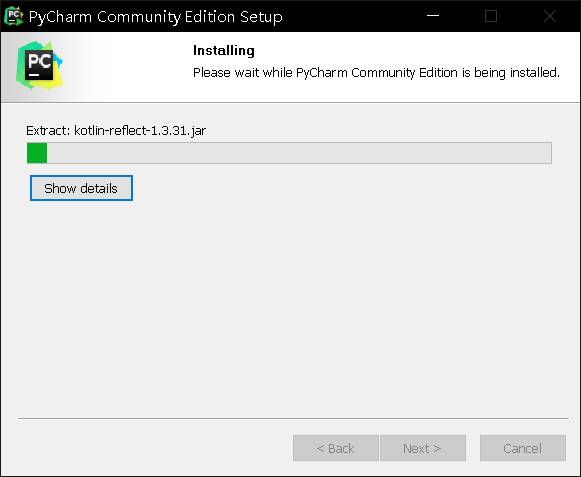 PyCharm Community Edition Setup
Installing
PC
Please wait while PyCharm Community Edition is being installed.
Extract: kotlin-reflect-1.3.31.jar
Show details
< Back
Next >
Cancel